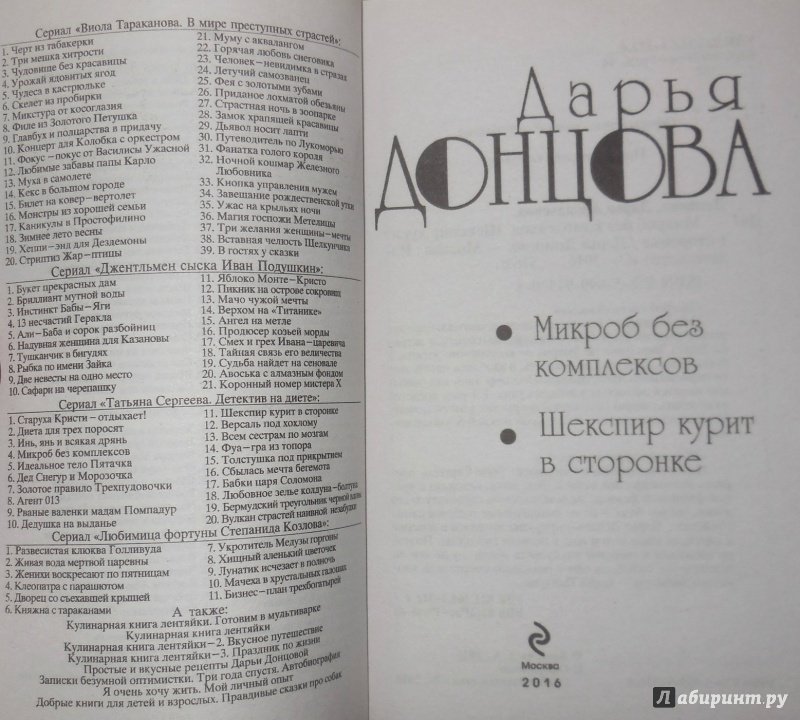 Сериал «Виола Тараканова. В мире преступных страстей»:
1. Черт из табакерки
2. Три мешка хитрости
3. Чудовище без красавицы
4. Урожай ядовитых ягод
5. Чудеса в кастрюльке
6. Скелет из пробирки
7. Микстура от косоглазия
8. Филе из Золотого Петушка
9. Главбух и полцарства в придачу
10. Концерт для Колобка с оркестром
11. Фокус-покус от Василисы Ужасной
12. Любимые забавы папы Карло
13. Муха в самолете
14. Кекс в большом городе
15. Билет на ковер-вертолет
16. Монстры из хорошей семьи
17. Каникулы в Простофилино
18. Зимнее лето весны
19. Хеппи-энд для Дездемоны
20. Стриптиз Жар-птицы
21. Муму с аквалангом
22. Горячая любовь снеговика
23. Человек-невидимка в стразах
24. Летучий самозванец
25. Фея с золотыми зубами
26. Приданое лохматой обезьяны
27. Страстная ночь в зоопарке
28. Замок храпящей красавицы
29. Дьявол носит лапти
30. Путеводитель по Лукоморью
31. Фанатка голого короля
32. Ночной кошмар Железного
Любовника
33. Кнопка управления мужем
34. Завещание рождественской утки
35. Ужас на крыльях ночи
36. Магия госпожи Метелицы
37. Три желания женщины-мечты
38. Вставная челюсть Щелкунчика
39. В гостях у сказки
Сериал «Джентльмен сыска Иван Подушкин»:
1. Букет прекрасных дам
2. Бриллиант мутной воды
3. Инстинкт Бабы-Яги
4. 13 несчастий Геракла
5. Али-Баба и сорок разбойниц
6. Надувная женщина для Казановы
7. Тушканчик в бигудях
8. Рыбка по имени Зайка
9. Две невесты на одно место
10. Сафари на черепашку
11. Яблоко Монте-Кристо
12. Пикник на острове сокровищ
13. Мачо чужой мечты
14. Верхом на «Титанике»
15. Ангел на метле
16. Продюсер козьей морды
17. Смех и грех Ивана-царевича
18. Тайная связь его величества
19. Судьба найдет на сеновале
20. Авоська с алмазным фондом
21. Коронный номер мистера Х
Сериал «Татьяна Сергеева. Детектив на диете»:
1. Старуха Кристи – отдыхает!
2. Диета для трех поросят
3. Инь, янь и всякая дрянь
4. Микроб без комплексов
5. Идеальное тело Пятачка
6. Дед Снегур и Морозочка
7. Золотое правило Трехпудовочки
8. Агент 013
9. Рваные валенки мадам Помпадур
10. Дедушка на выданье
11. Шекспир курит в сторонке
12. Версаль под хохлому
13. Всем сестрам по мозгам
14. Фуа-гра из топора
15. Толстушка под прикрытием
16. Сбылась мечта бегемота
17. Бабки царя Соломона
18. Любовное зелье колдуна-болтуна
19. Бермудский треугольник черной вдовы
20. Вулкан страстей наивной незабудки
Сериал «Любимица фортуны Степанида Козлова»:
1. Развесистая клюква Голливуда
2. Живая вода мертвой царевны
3. Женихи воскресают по пятницам
4. Клеопатра с парашютом
5. Дворец со съехавшей крышей
6. Княжна с тараканами
7. Укротитель Медузы горгоны
8. Хищный аленький цветочек
9. Лунатик исчезает в полночь
10. Мачеха в хрустальных галошах
11. Бизнес-план трехбогатырей
А также:
Кулинарная книга лентяйки. Готовим в мультиварке
Кулинарная книга лентяйки
Кулинарная книга лентяйки-2. Вкусное путешествие
Кулинарная книга лентяйки-3. Праздник по жизни
Простые и вкусные рецепты Дарьи Донцовой
Записки безумной оптимистки. Три года спустя. Автобиография
Я очень хочу жить. Мой личный опыт
Добрые книги для детей и взрослых. Правдивые сказки про собак
Дарья
ДОНЦОВА
● Микроб без
комплексов
● Шекспир курит
в сторонке
Москва
2016
Лабиринт.ру